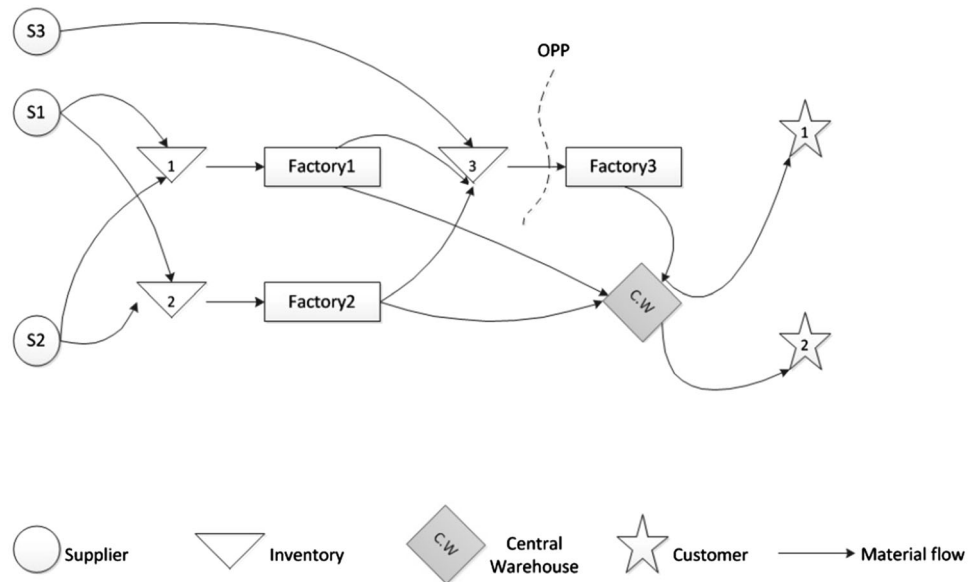 S3
OPP
S1
1
1
Factory1
3
Factory3
2
Factory2
C.W
S2
2
Supplier
Inventory
C.W
Central
Warehouse
Customer
Material flow